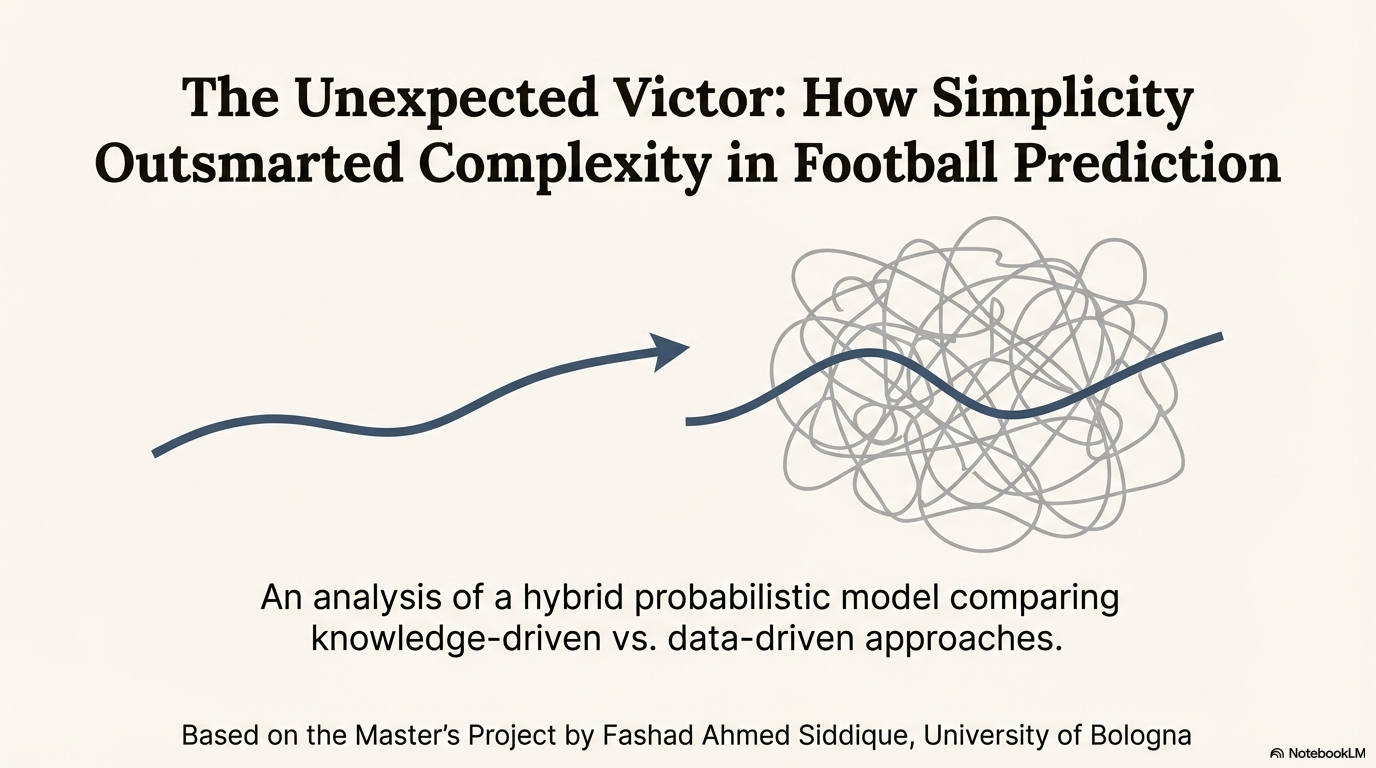 The Unexpected Victor: How Simplicity
Outsmarted Complexity in Football Prediction
An analysis of a hybrid probabilistic model comparing
knowledge-driven vs. data-driven approaches.
Based on the Master’s Project by Fashad Ahmed Siddique, University of Bologna
NotebookLM